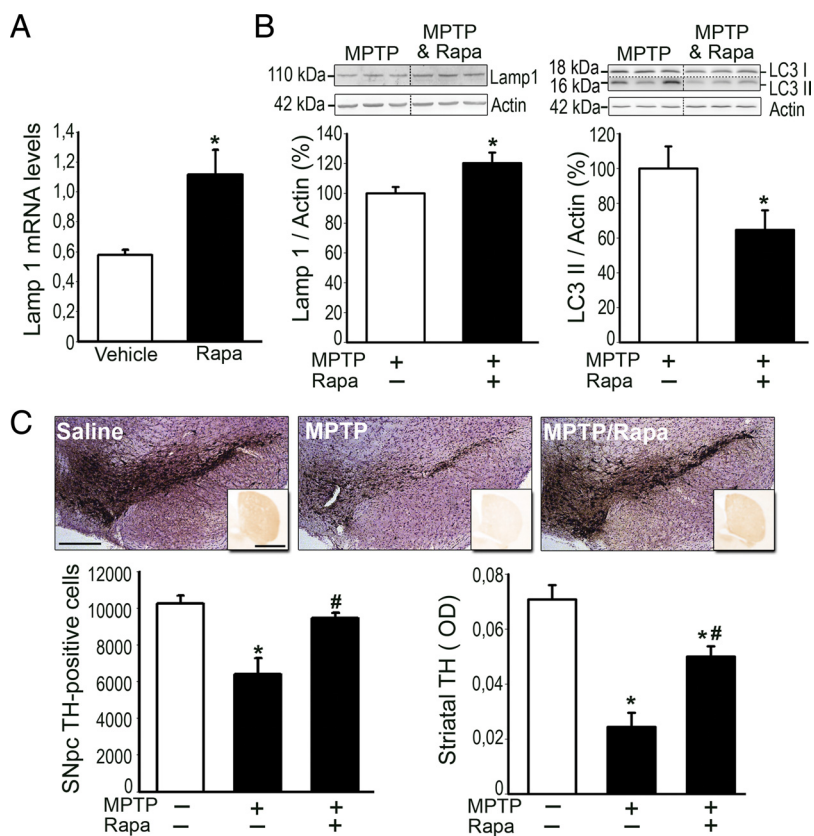 A
B
MPTP
MPTP
& Rapa
110 kDa
Lamp1
42 kDa
Actin
MPTP
MPTP
& Rapa
18 kDa
LC3 I
16 kDa
LC3 II
42 kDa
Actin
Lamp 1 mRNA levels
1,4
1,2
1,0
0,8
0,6
0,4
0,2
0
*
Vehicle Rapa
Lamp 1 / Actin (%)
140
120
100
80
60
40
20
0
*
MPTP + +
Rapa – +
LC3 II / Actin (%)
120
100
80
60
40
20
0
*
MPTP + +
Rapa – +
C
Saline
MPTP
MPTP/Rapa
SNpc TH-positive cells
12000
10000
8000
6000
4000
2000
0
*
#
MPTP – + +
Rapa – – +
Striatal TH ( OD)
0,08
0,06
0,04
0,02
0
*
*#
MPTP – + +
Rapa – – +